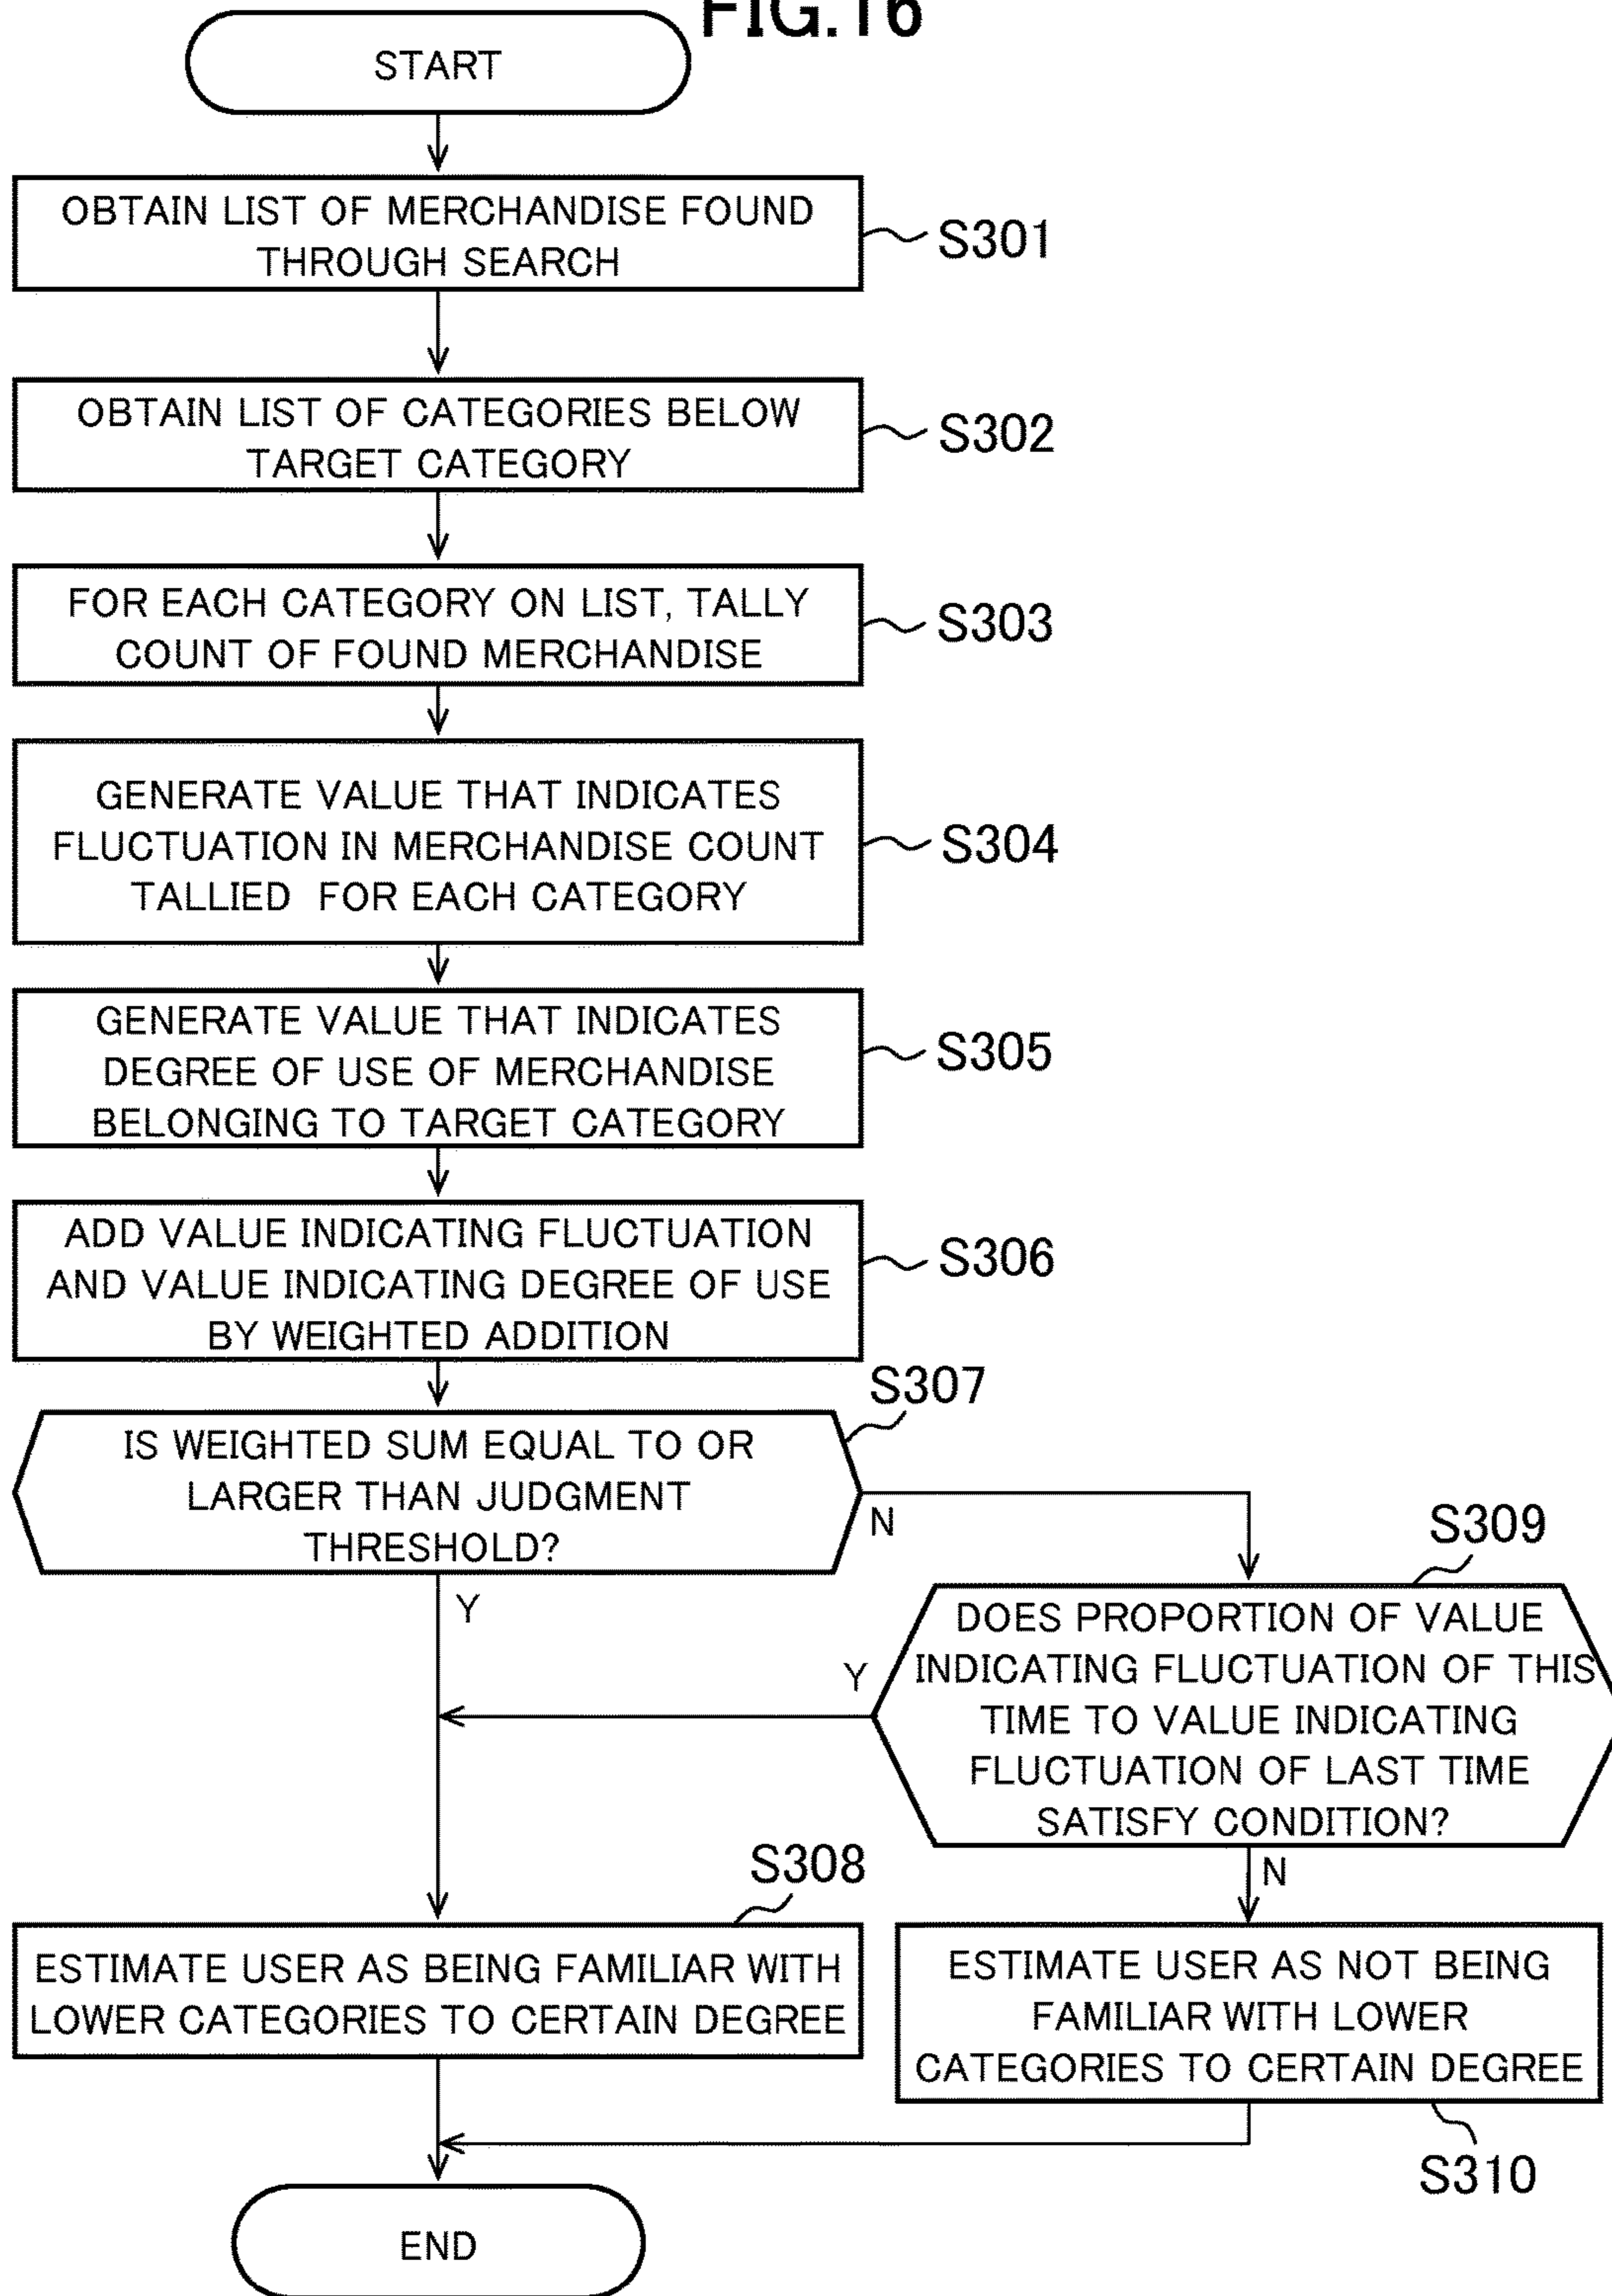 FIG.16
START
OBTAIN LIST OF MERCHANDISE FOUND
THROUGH SEARCH
S301
OBTAIN LIST OF CATEGORIES BELOW
TARGET CATEGORY
S302
FOR EACH CATEGORY ON LIST, TALLY
COUNT OF FOUND MERCHANDISE
S303
GENERATE VALUE THAT INDICATES
FLUCTUATION IN MERCHANDISE COUNT
TALLIED FOR EACH CATEGORY
S304
GENERATE VALUE THAT INDICATES
DEGREE OF USE OF MERCHANDISE
BELONGING TO TARGET CATEGORY
S305
ADD VALUE INDICATING FLUCTUATION
AND VALUE INDICATING DEGREE OF USE
BY WEIGHTED ADDITION
S306
S307
IS WEIGHTED SUM EQUAL TO OR
LARGER THAN JUDGMENT
THRESHOLD?
N
Y
S309
DOES PROPORTION OF VALUE
INDICATING FLUCTUATION OF THIS
TIME TO VALUE INDICATING
FLUCTUATION OF LAST TIME
SATISFY CONDITION?
Y
N
S308
ESTIMATE USER AS BEING FAMILIAR WITH
LOWER CATEGORIES TO CERTAIN DEGREE
ESTIMATE USER AS NOT BEING
FAMILIAR WITH LOWER
CATEGORIES TO CERTAIN DEGREE
S310
END